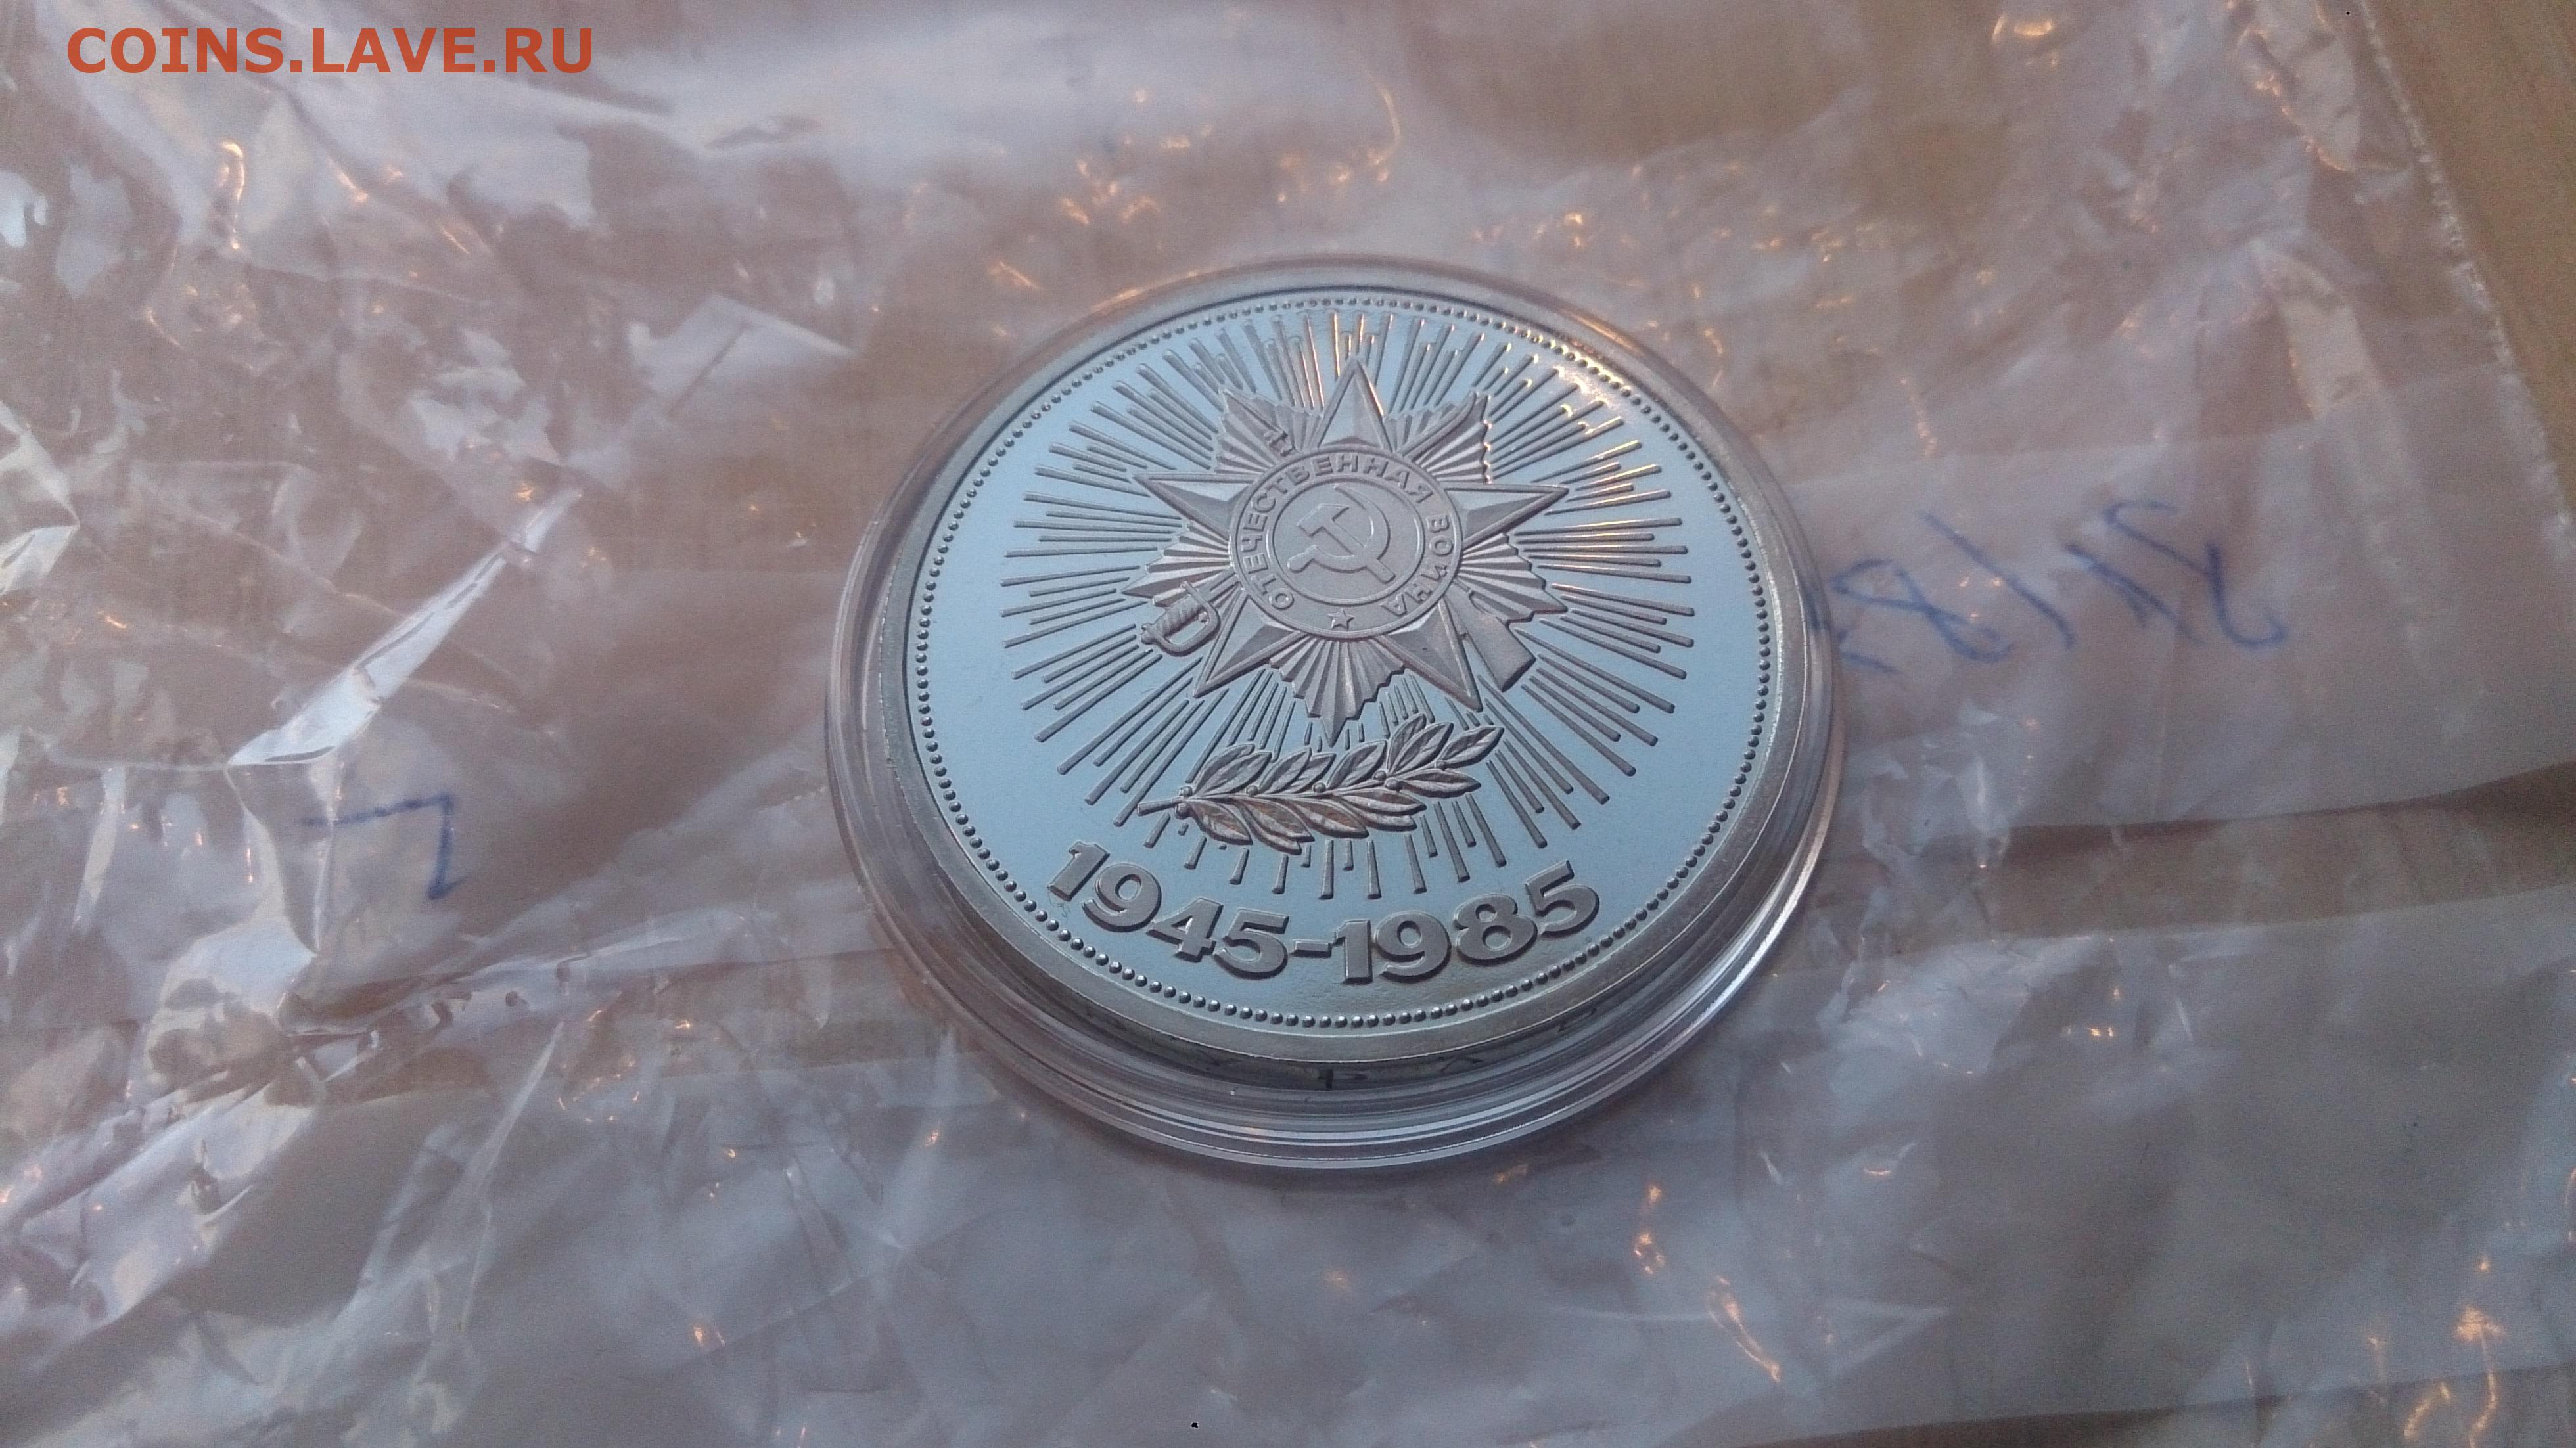 COINS.LAVE.RU
ОТЕЧЕСТВЕННАЯ ВОЙНА
1945-1985